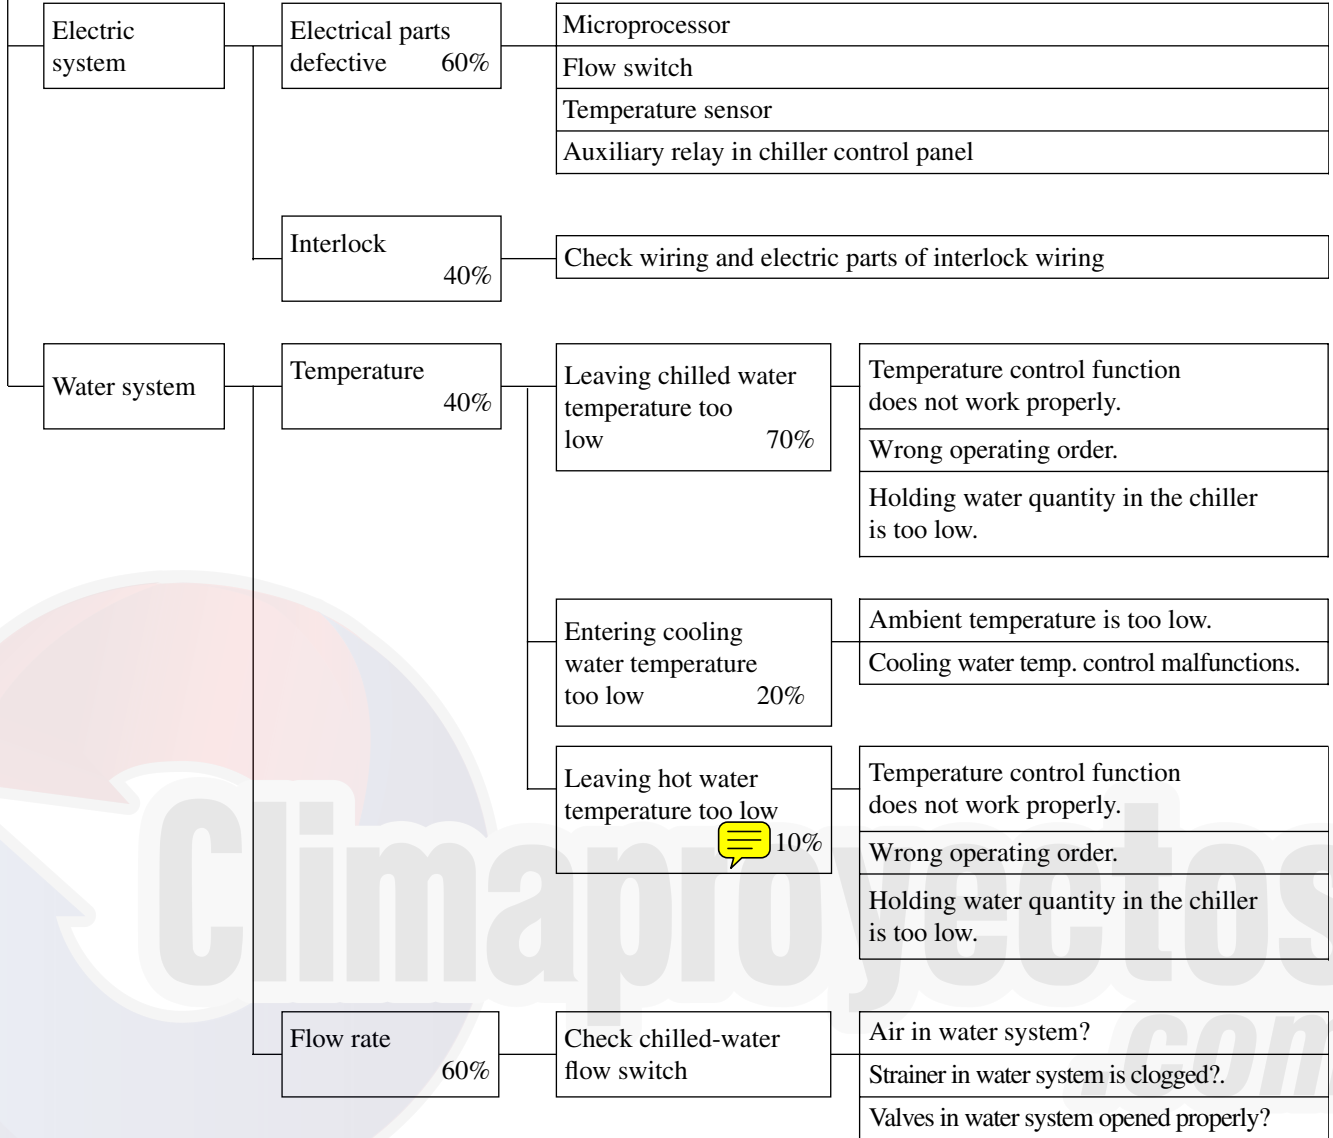 Electric
system
Electrical parts
defective 60%
Microprocessor
Flow switch
Temperature sensor
Auxiliary relay in chiller control panel
Interlock
40%
Check wiring and electric parts of interlock wiring
Water system
Temperature
40%
Leaving chilled water
temperature too
low 70%
Temperature control function
does not work properly.
Wrong operating order.
Holding water quantity in the chiller
is too low.
Entering cooling
water temperature
too low 20%
Ambient temperature is too low.
Cooling water temp. control malfunctions.
Leaving hot water
temperature too low
10%
Temperature control function
does not work properly.
Wrong operating order.
Holding water quantity in the chiller
is too low.
Flow rate
60%
Check chilled-water
flow switch
Air in water system?
Strainer in water system is clogged?.
Valves in water system opened properly?
Climaproyectos
.com